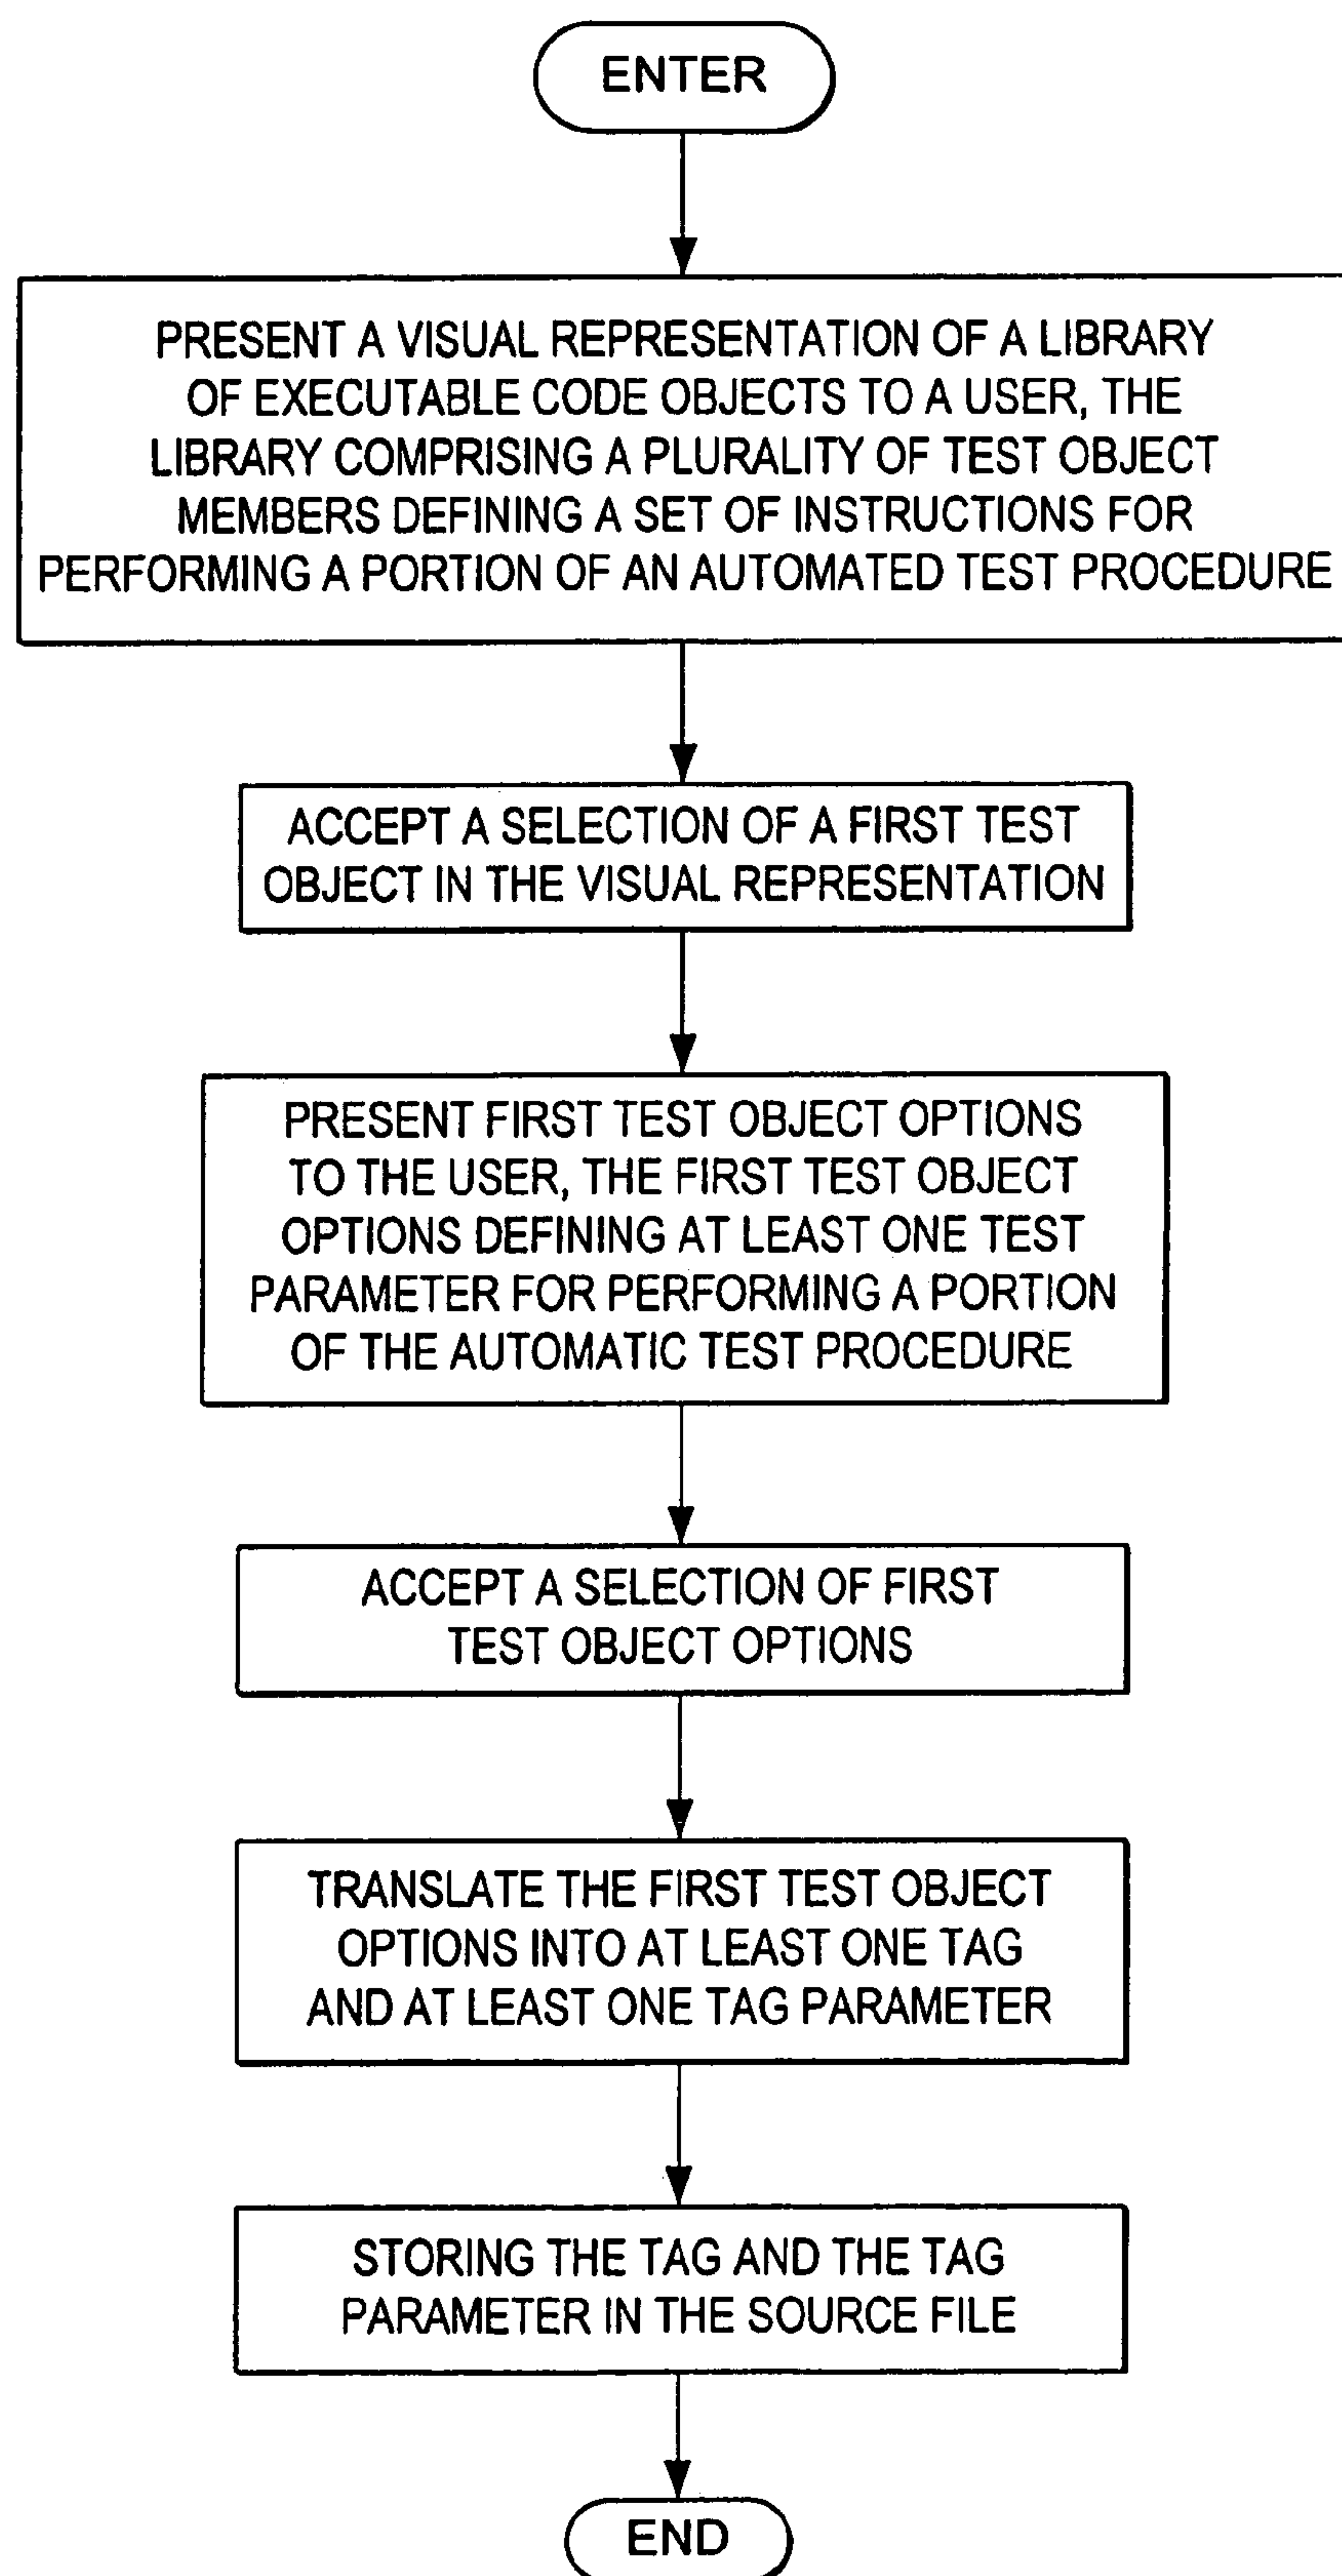 ENTER
PRESENT A VISUAL REPRESENTATION OF A LIBRARY
OF EXECUTABLE CODE OBJECTS TO A USER, THE
LIBRARY COMPRISING A PLURALITY OF TEST OBJECT
MEMBERS DEFINING A SET OF INSTRUCTIONS FOR
PERFORMING A PORTION OF AN AUTOMATED TEST PROCEDURE
ACCEPT A SELECTION OF A FIRST TEST
OBJECT IN THE VISUAL REPRESENTATION
PRESENT FIRST TEST OBJECT OPTIONS
TO THE USER, THE FIRST TEST OBJECT
OPTIONS DEFINING AT LEAST ONE TEST
PARAMETER FOR PERFORMING A PORTION
OF THE AUTOMATIC TEST PROCEDURE
ACCEPT A SELECTION OF FIRST
TEST OBJECT OPTIONS
TRANSLATE THE FIRST TEST OBJECT
OPTIONS INTO AT LEAST ONE TAG
AND AT LEAST ONE TAG PARAMETER
STORING THE TAG AND THE TAG
PARAMETER IN THE SOURCE FILE
END